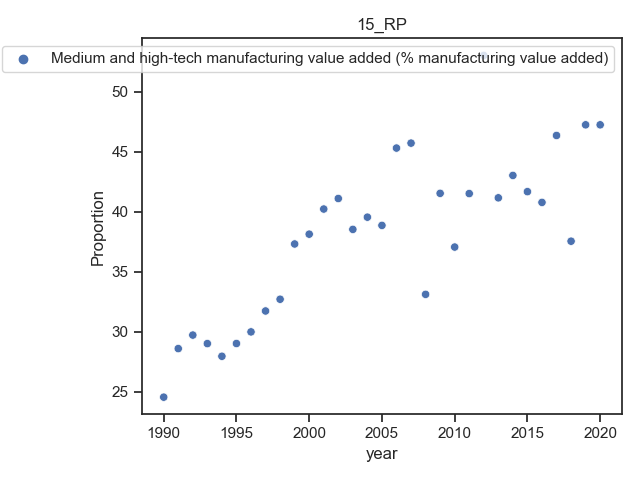 15_RP
Medium and high-tech manufacturing value added (% manufacturing value added)
50
45
40
35
30
25
Proportion
1990 1995 2000 2005 2010 2015 2020
year